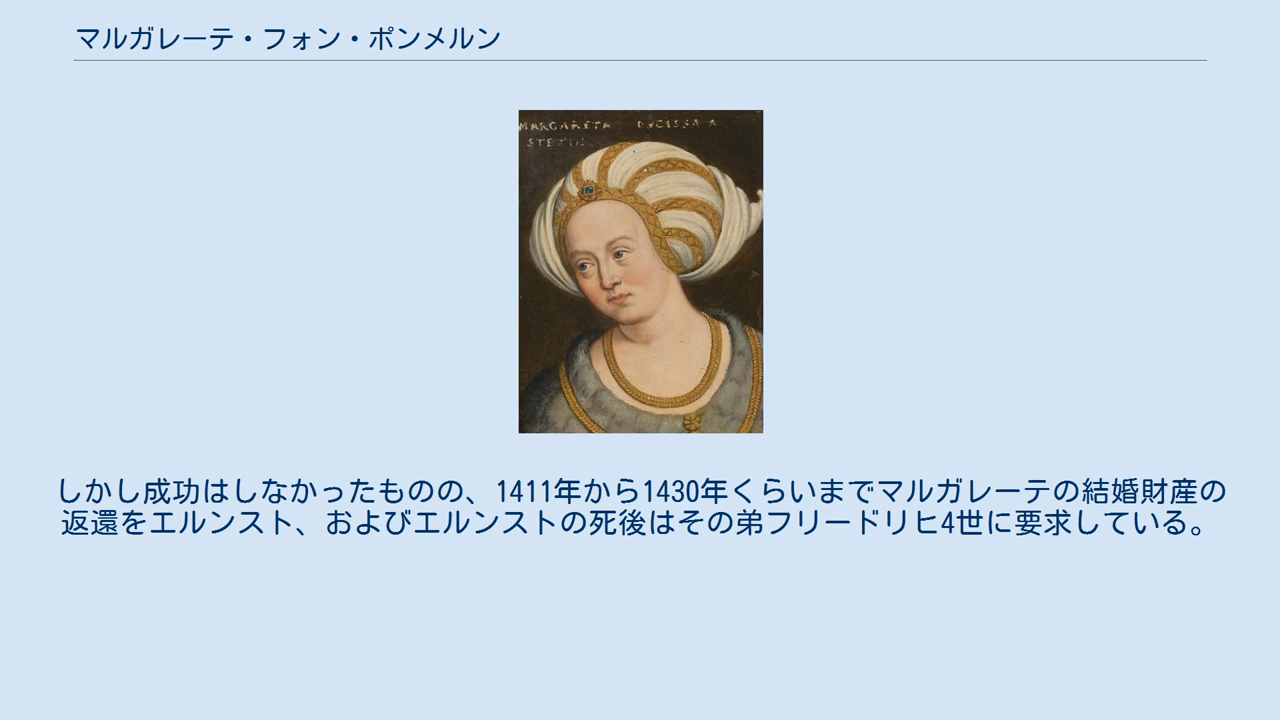 マルガレーテ・フォン・ポンメルン
MARGARETA DVCISSA A
STETIN
しかし成功はしなかったものの、1411年から1430年くらいまでマルガレーテの結婚財産の
返還をエルンスト、およびエルンストの死後はその弟フリードリヒ4世に要求している。